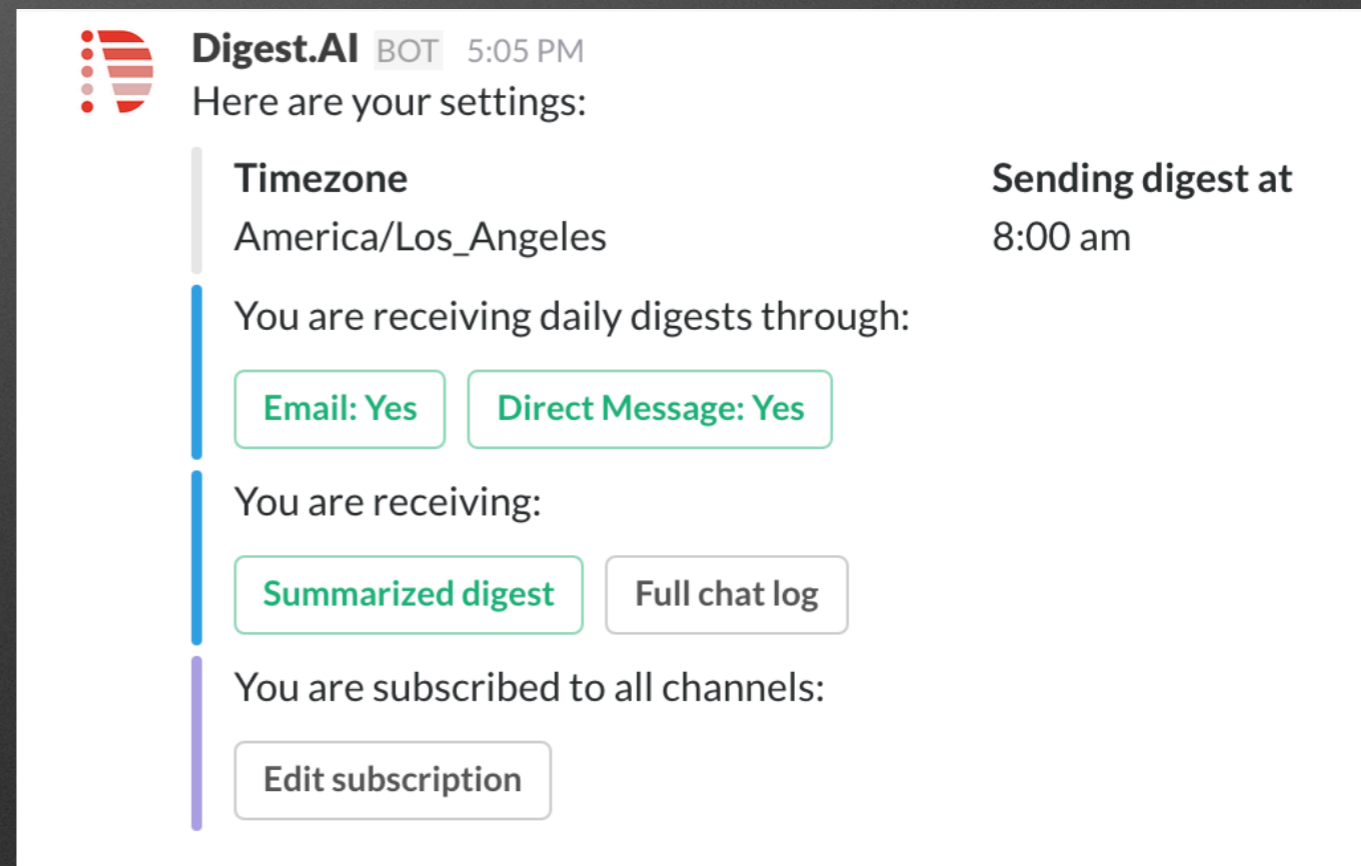 Digest.AI BOT 5:05 PM
Here are your settings:
Timezone
America/Los_Angeles
Sending digest at
8:00 am
You are receiving daily digests through:
Email: Yes
Direct Message: Yes
You are receiving:
Summarized digest
Full chat log
You are subscribed to all channels:
Edit subscription